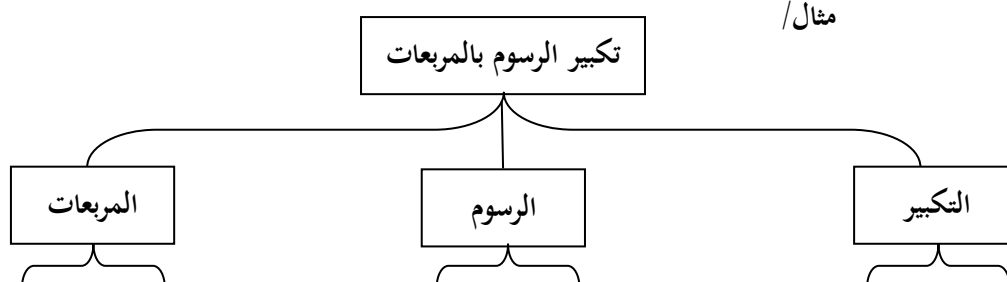 مثال/
تكبير الرسوم بالمربعات
التكبير
الرسوم
المربعات